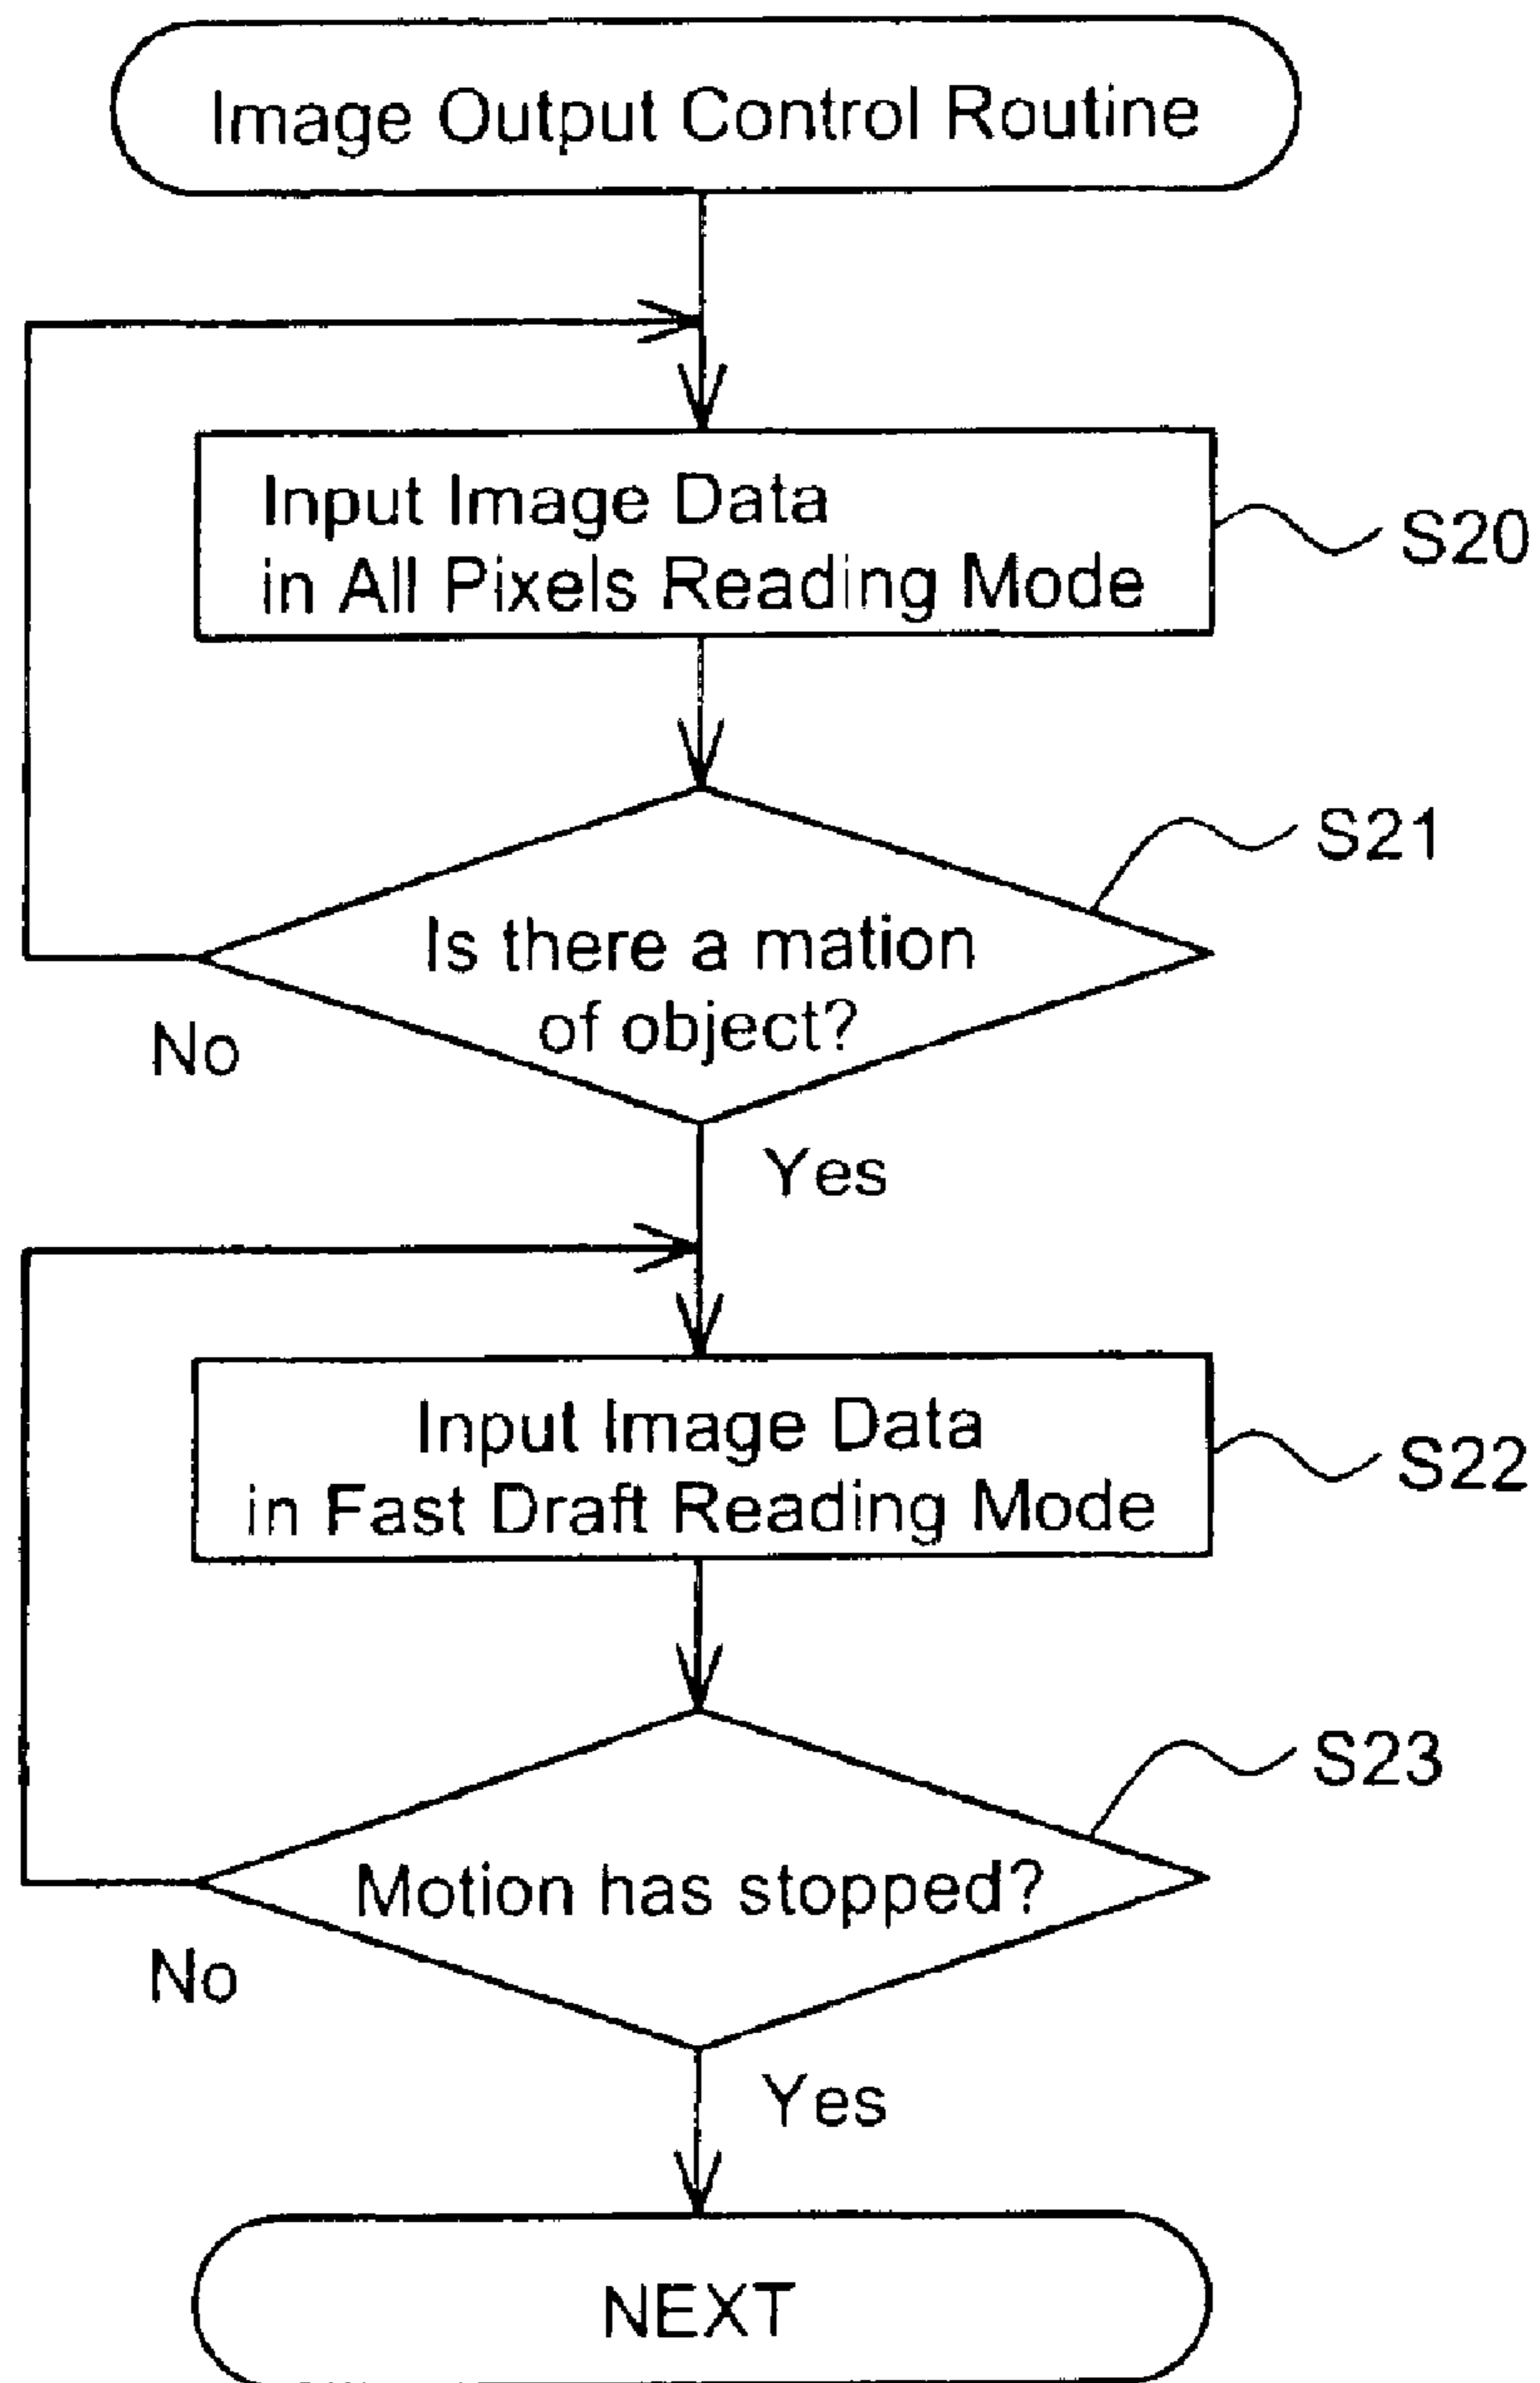 Image Output Control Routine
Input Image Data
in All Pixels Reading Mode
S20
S21
Is there a mation
of object?
No
Yes
Input Image Data
in Fast Draft Reading Mode
S22
S23
Motion has stopped?
No
Yes
NEXT